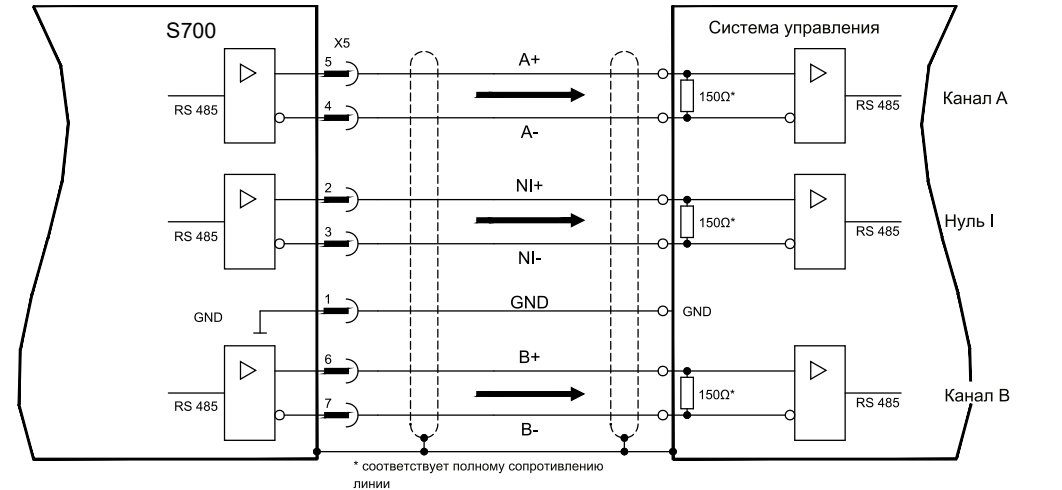 S700
Система управления
X5
5
A+
RS 485
150Ω*
RS 485
Канал A
4
A-
2
NI+
RS 485
150Ω*
RS 485
Нуль I
3
NI-
GND
1
GND
GND
6
B+
RS 485
150Ω*
RS 485
Канал B
7
B-
* соответствует полному сопротивлению
линии